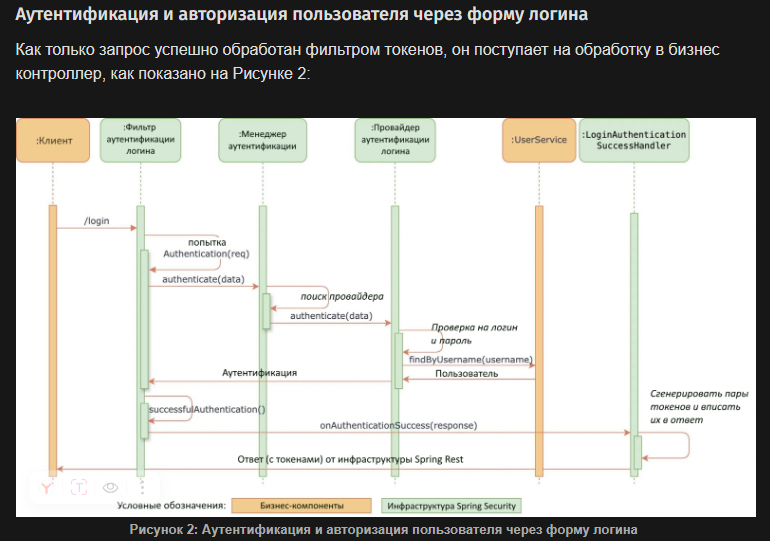 Аутентификация и авторизация пользователя через форму логина
Как только запрос успешно обработан фильтром токенов, он поступает на обработку в бизнес
контроллер, как показано на Рисунке 2:
:Клиент
:Фильтр
аутентификации
логина
:Менеджер
аутентификации
:Провайдер
аутентификации
логина
:UserService
:LoginAuthentication
SuccessHandler
/login
попытка
Authentication(req)
authenticate(data)
поиск провайдера
authenticate(data)
Проверка на логин
и пароль
findByUsername(username)
Аутентификация
Пользователь
successfulAuthentication()
Сгенерировать пары
токенов и вписать
их в ответ
onAuthenticationSuccess(response)
Ответ (с токенами) от инфраструктуры Spring Rest
Условные обозначения:
Бизнес-компоненты
Инфраструктура Spring Security
Рисунок 2: Аутентификация и авторизация пользователя через форму логина